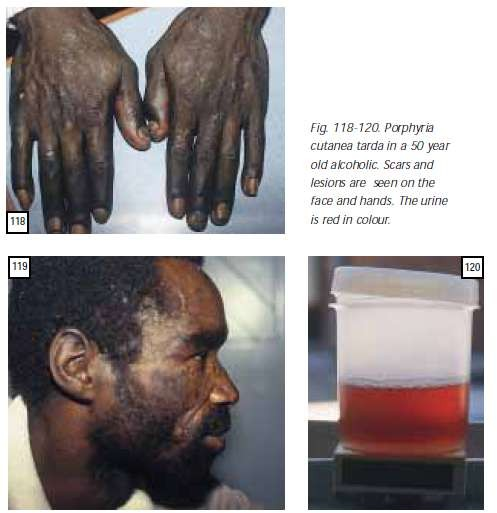 Fig. 118-120. Porphyria
cutanea tarda in a 50 year
old alcoholic. Scars and
lesions are seen on the
face and hands. The urine
is red in colour.
118
119
120